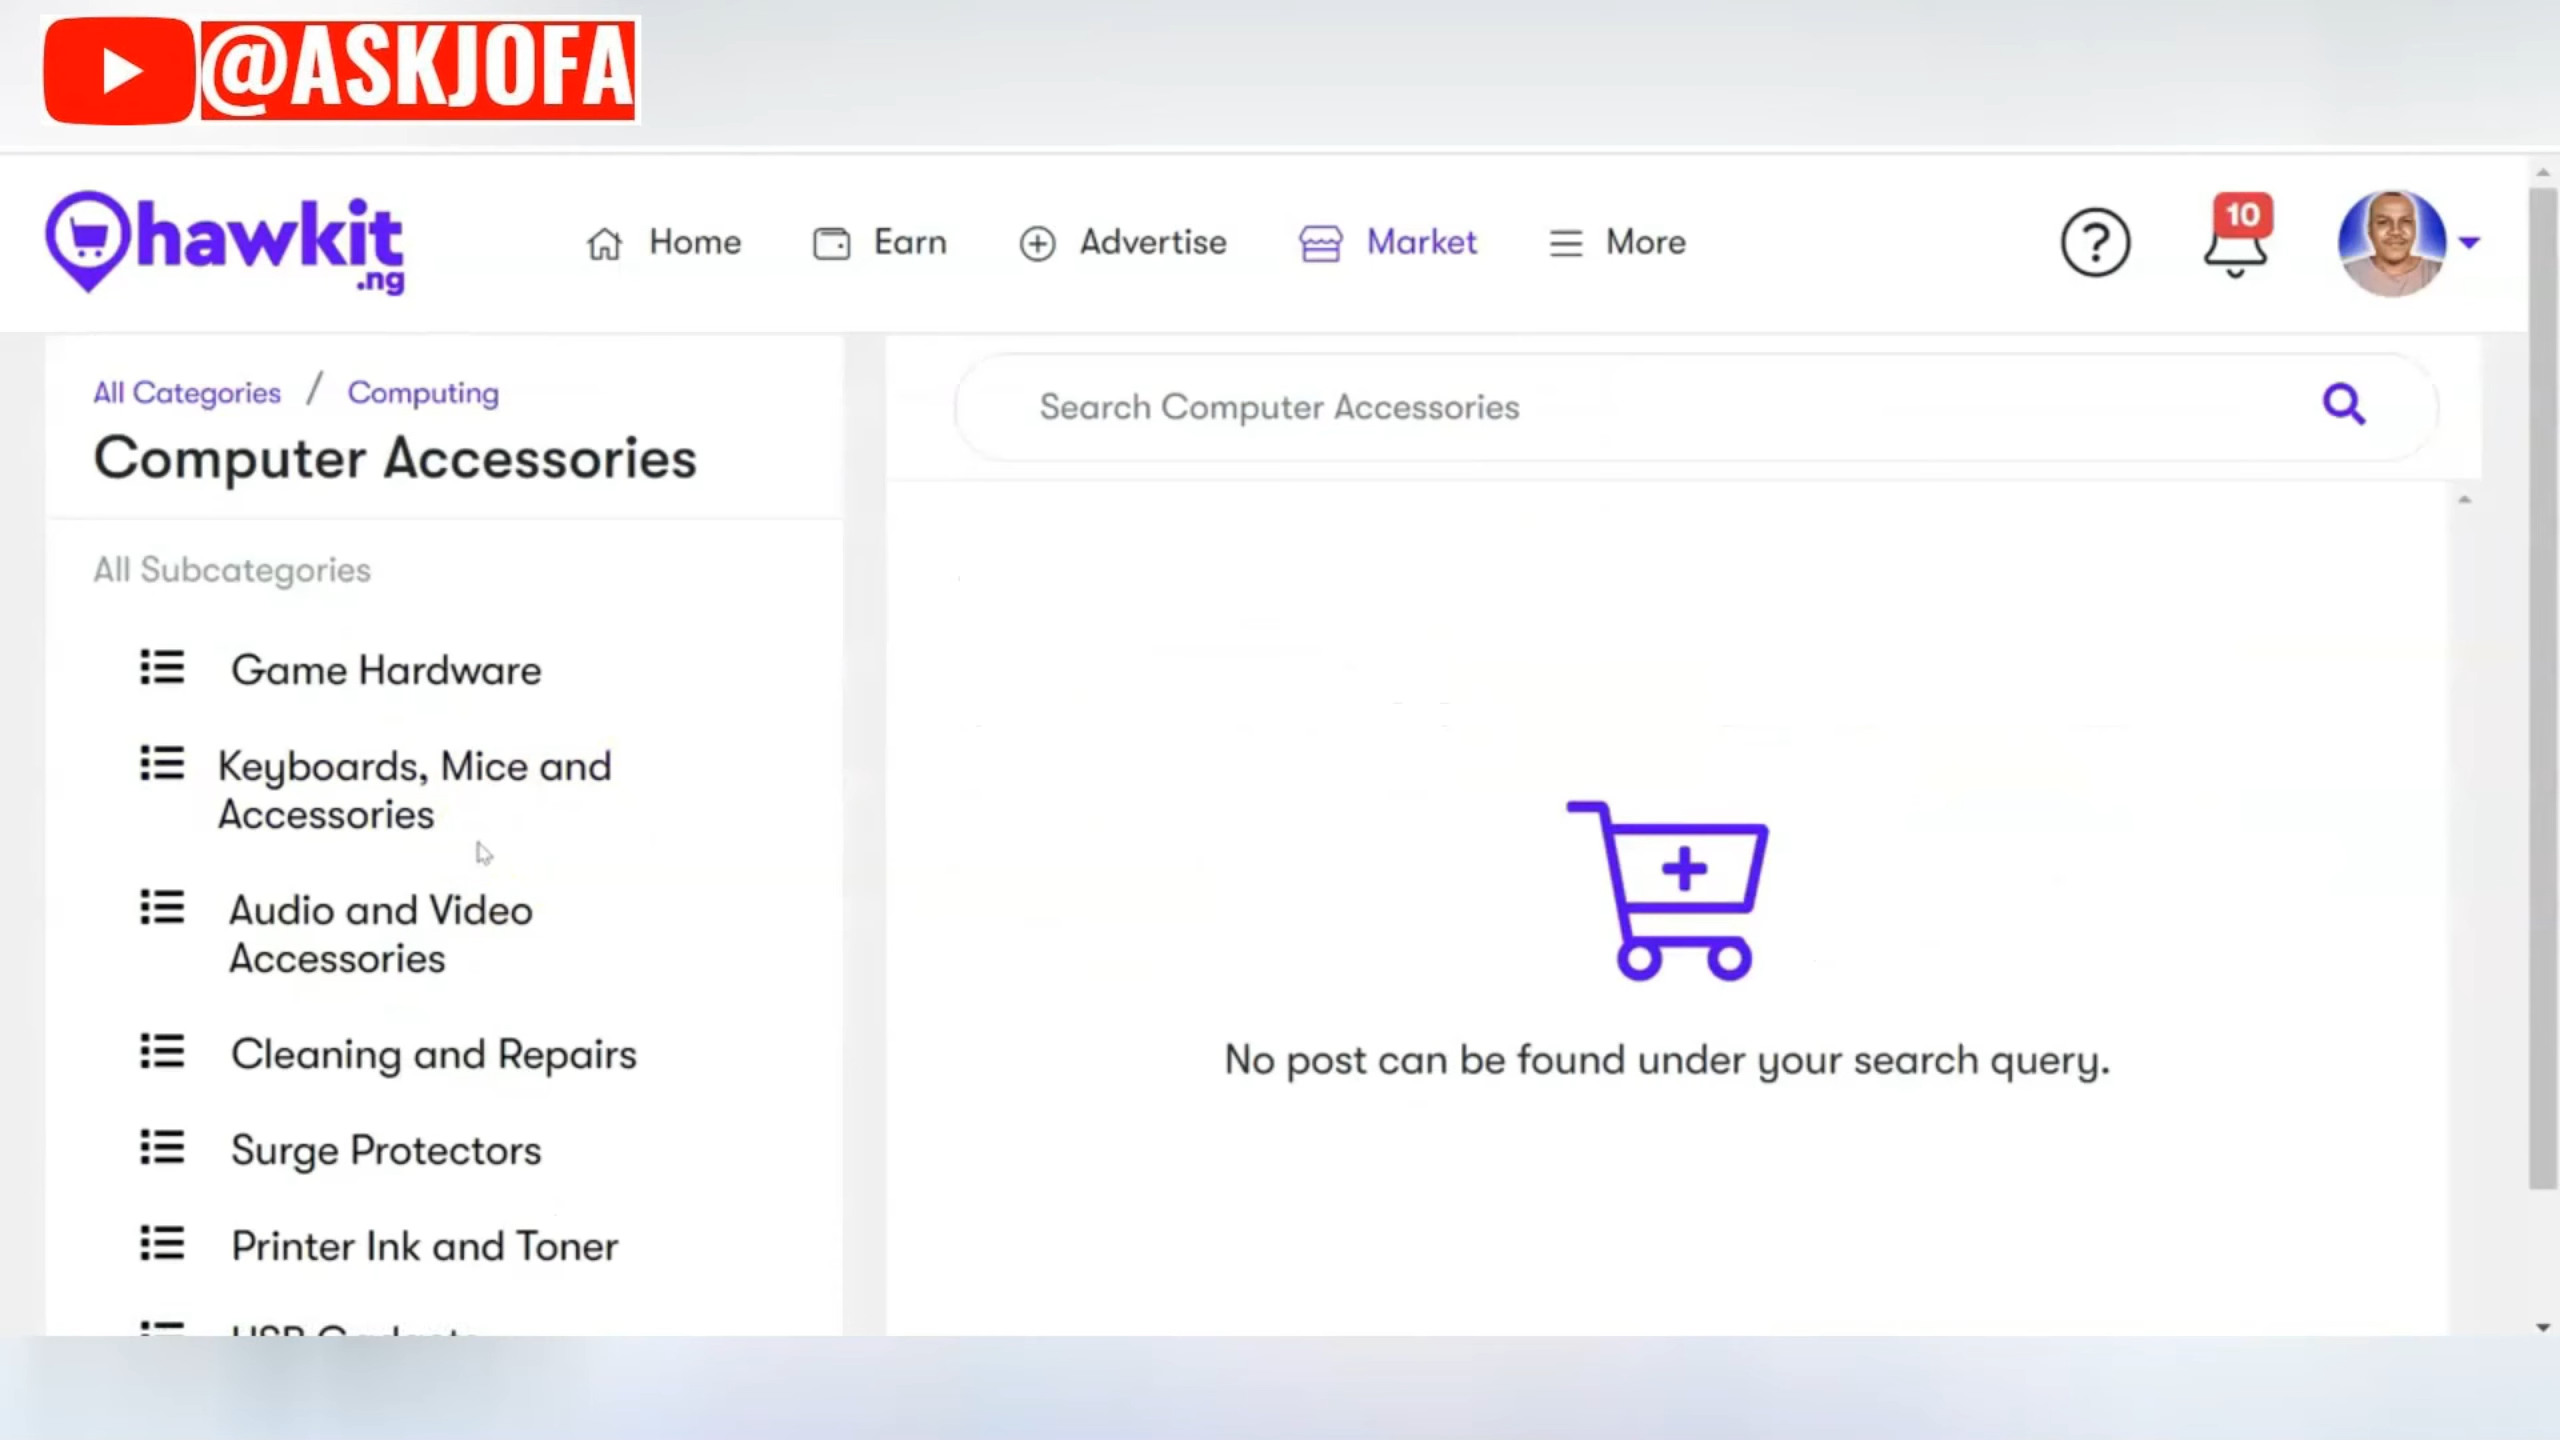 @ASKJOFA
hawkit
.ng
Home
Earn
Advertise
Market
More
10
All Categories / Computing
Computer Accessories
Search Computer Accessories
All Subcategories
Game Hardware
Keyboards, Mice and
Accessories
Audio and Video
Accessories
Cleaning and Repairs
Surge Protectors
Printer Ink and Toner
USB Gadgets
No post can be found under your search query.